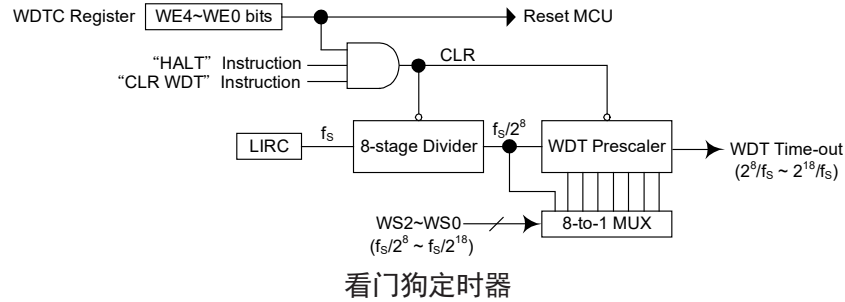 WDTC Register WE4~WE0 bits Reset MCU
“HALT” Instruction
“CLR WDT” Instruction
CLR
LIRC fS 8-stage Divider fS/2⁸ WDT Prescaler WDT Time-out
(2⁸/fS ~ 2¹⁸/fS)
WS2~WS0 8-to-1 MUX
(fS/2⁸ ~ fS/2¹⁸)
看门狗定时器